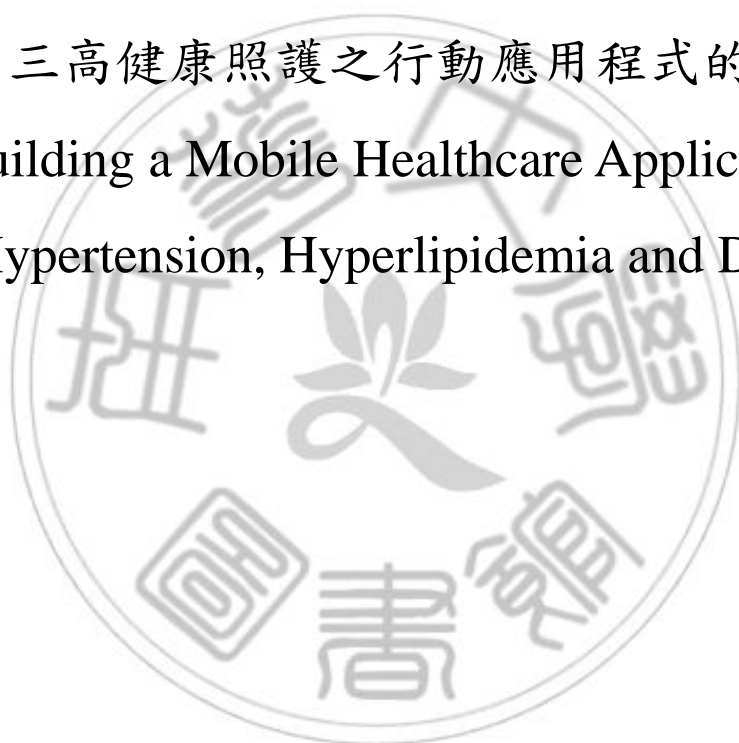 三高健康照護之行動應用程式的
uilding a Mobile Healthcare Applic
ypertension, Hyperlipidemia and D